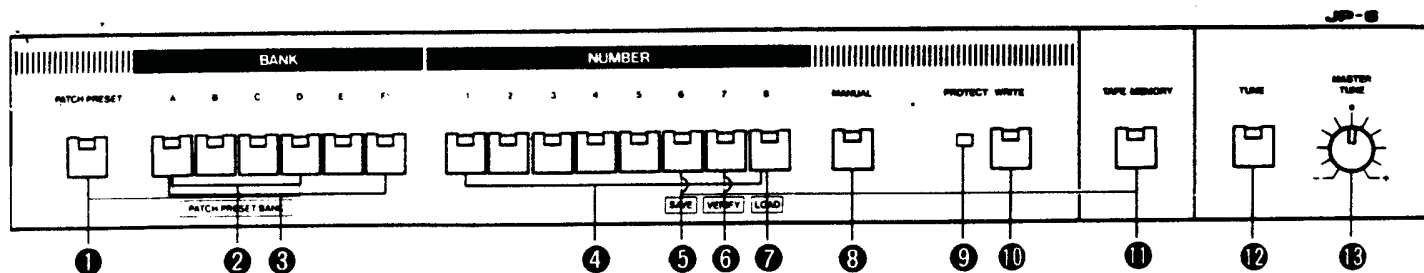 JP-6
BANK NUMBER
PATCH PRESET A B C D E F 1 2 3 4 5 6 7 8 MANUAL PROTECT WRITE TAPE MEMORY TUNE MASTER TUNE
PATCH PRESET BANK SAVE VERIFY LOAD - +
1 2 3 4 5 6 7 8 9 10 11 12 13